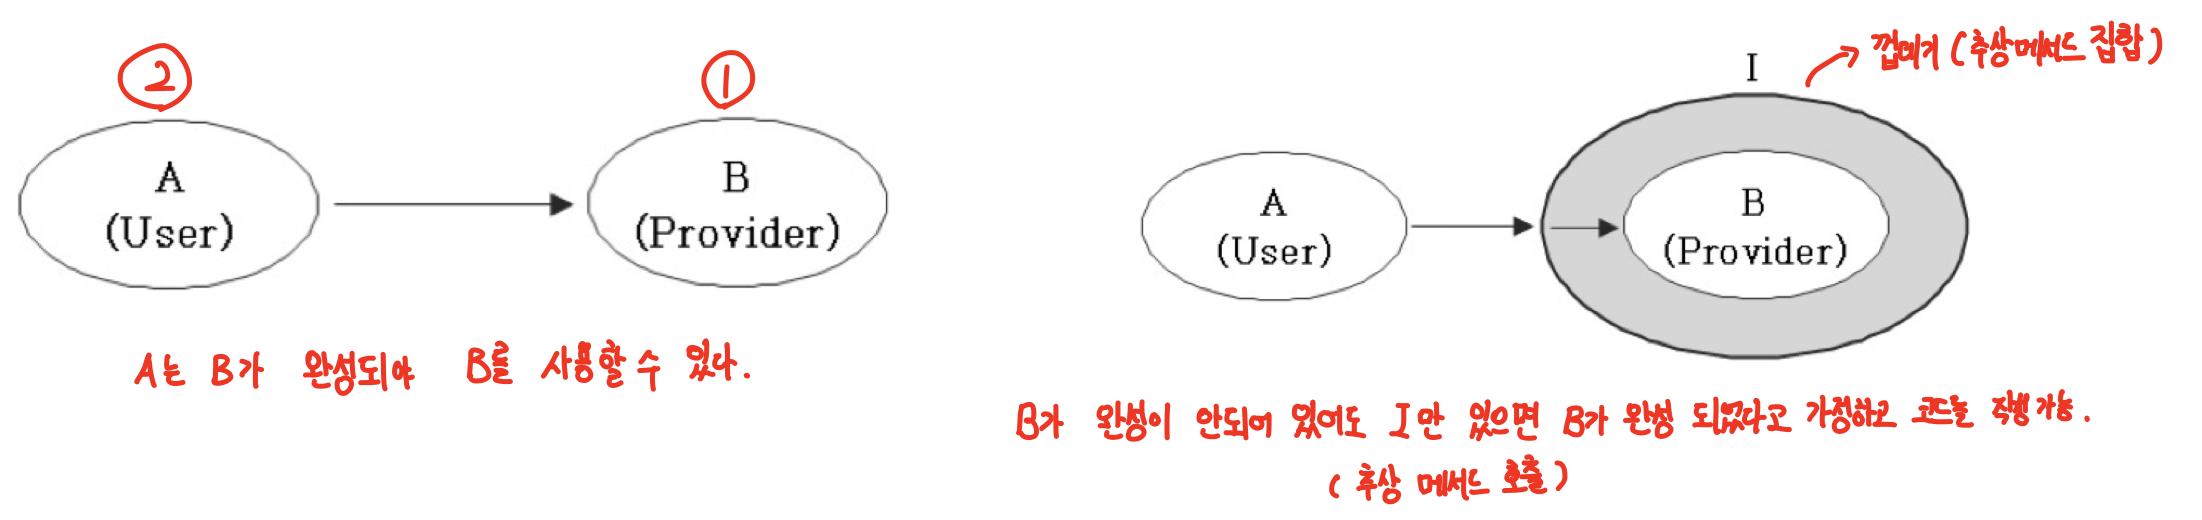 ②
①
A
(User)
B
(Provider)
A는 B가 완성되야 B를 사용할 수 있다.
I
껍데기 (추상메서드 집합)
A
(User)
B
(Provider)
B가 완성이 안되어 있어도 I만 있으면 B가 완성 되었다고 가정하고 코드를 작성가능.
(추상 메서드 호출)